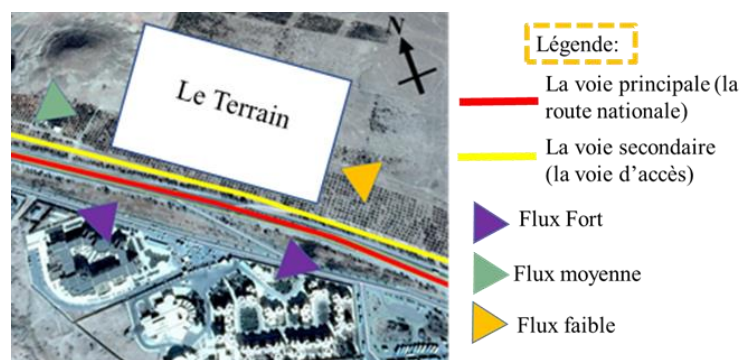 N
Le Terrain
Légende:
La voie principale (la
route nationale)
La voie secondaire
(la voie d'accès)
Flux Fort
Flux moyenne
Flux faible